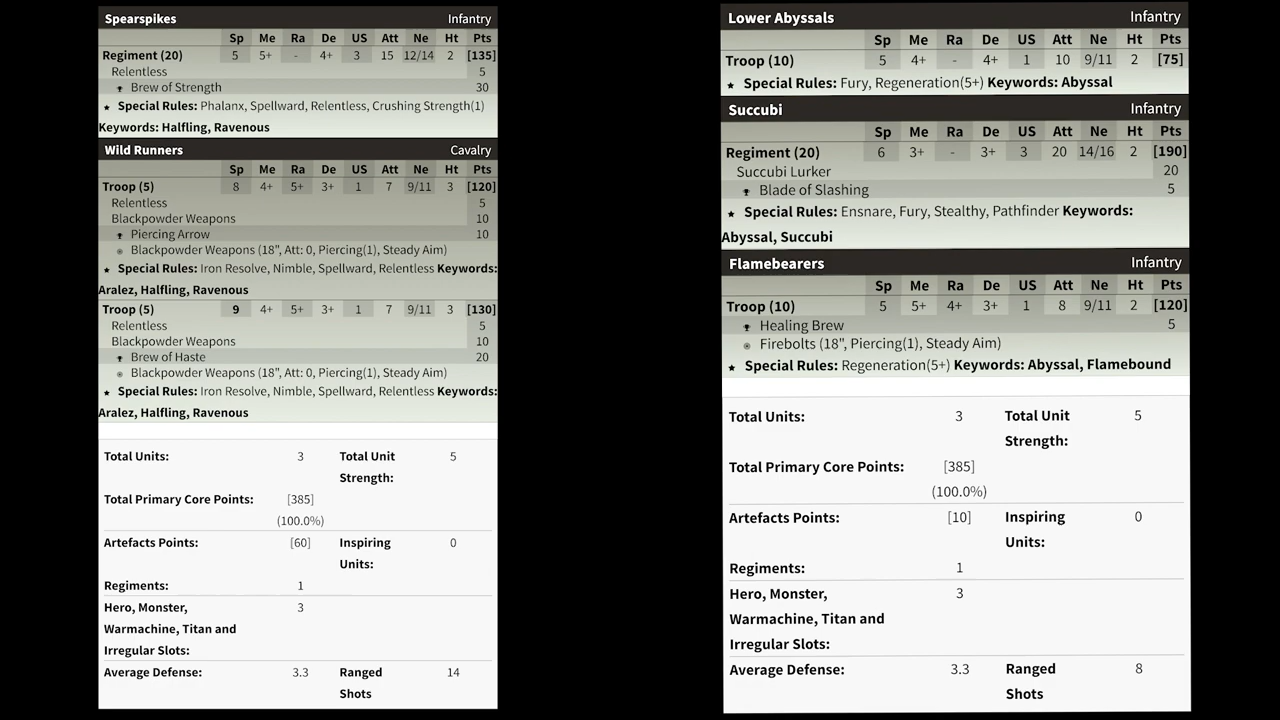 Spearspikes Infantry
Sp Me Ra De US Att Ne Ht Pts
Regiment (20) 5 5+ - 4+ 3 15 12/14 2 [135]
Relentless 5
Brew of Strength 30
Special Rules: Phalanx, Spellward, Relentless, Crushing Strength(1)
Keywords: Halfling, Ravenous
Wild Runners Cavalry
Sp Me Ra De US Att Ne Ht Pts
Troop (5) 8 4+ 5+ 3+ 1 7 9/11 3 [120]
Relentless 5
Blackpowder Weapons 10
Piercing Arrow 10
Blackpowder Weapons (18", Att: 0, Piercing(1), Steady Aim)
Special Rules: Iron Resolve, Nimble, Spellward, Relentless Keywords:
Aralez, Halfling, Ravenous
Troop (5) 9 4+ 5+ 3+ 1 7 9/11 3 [130]
Relentless 5
Blackpowder Weapons 10
Brew of Haste 20
Blackpowder Weapons (18", Att: 0, Piercing(1), Steady Aim)
Special Rules: Iron Resolve, Nimble, Spellward, Relentless Keywords:
Aralez, Halfling, Ravenous
Total Units: 3 Total Unit 5
Strength:
Total Primary Core Points: [385]
(100.0%)
Artefacts Points: [60] Inspiring 0
Units:
Regiments: 1
Hero, Monster, 3
Warmachine, Titan and
Irregular Slots:
Average Defense: 3.3 Ranged 14
Shots
Lower Abyssals Infantry
Sp Me Ra De US Att Ne Ht Pts
Troop (10) 5 4+ - 4+ 1 10 9/11 2 [75]
Special Rules: Fury, Regeneration(5+) Keywords: Abyssal
Succubi Infantry
Sp Me Ra De US Att Ne Ht Pts
Regiment (20) 6 3+ - 3+ 3 20 14/16 2 [190]
Succubi Lurker 20
Blade of Slashing 5
Special Rules: Ensnare, Fury, Stealthy, Pathfinder Keywords:
Abyssal, Succubi
Flamebearers Infantry
Sp Me Ra De US Att Ne Ht Pts
Troop (10) 5 5+ 4+ 3+ 1 8 9/11 2 [120]
Healing Brew 5
Firebolts (18", Piercing(1), Steady Aim)
Special Rules: Regeneration(5+) Keywords: Abyssal, Flamebound
Total Units: 3 Total Unit 5
Strength:
Total Primary Core Points: [385]
(100.0%)
Artefacts Points: [10] Inspiring 0
Units:
Regiments: 1
Hero, Monster, 3
Warmachine, Titan and
Irregular Slots:
Average Defense: 3.3 Ranged 8
Shots